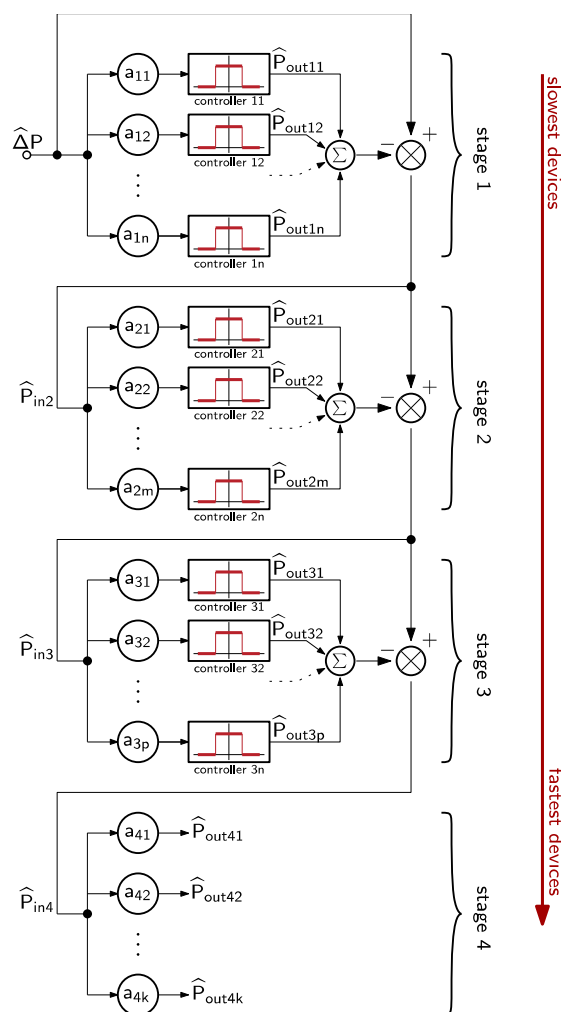 a11
controller 11
P̂out11
a12
controller 12
P̂out12
Σ
−
+
Δ̂P
a1n
controller 1n
P̂out1n
stage 1
slowest devices
a21
controller 21
P̂out21
a22
controller 22
P̂out22
Σ
−
+
P̂in2
a2m
controller 2n
P̂out2m
stage 2
a31
controller 31
P̂out31
a32
controller 32
P̂out32
Σ
−
+
P̂in3
a3p
controller 3n
P̂out3p
stage 3
a41
P̂out41
a42
P̂out42
P̂in4
a4k
P̂out4k
stage 4
fastest devices